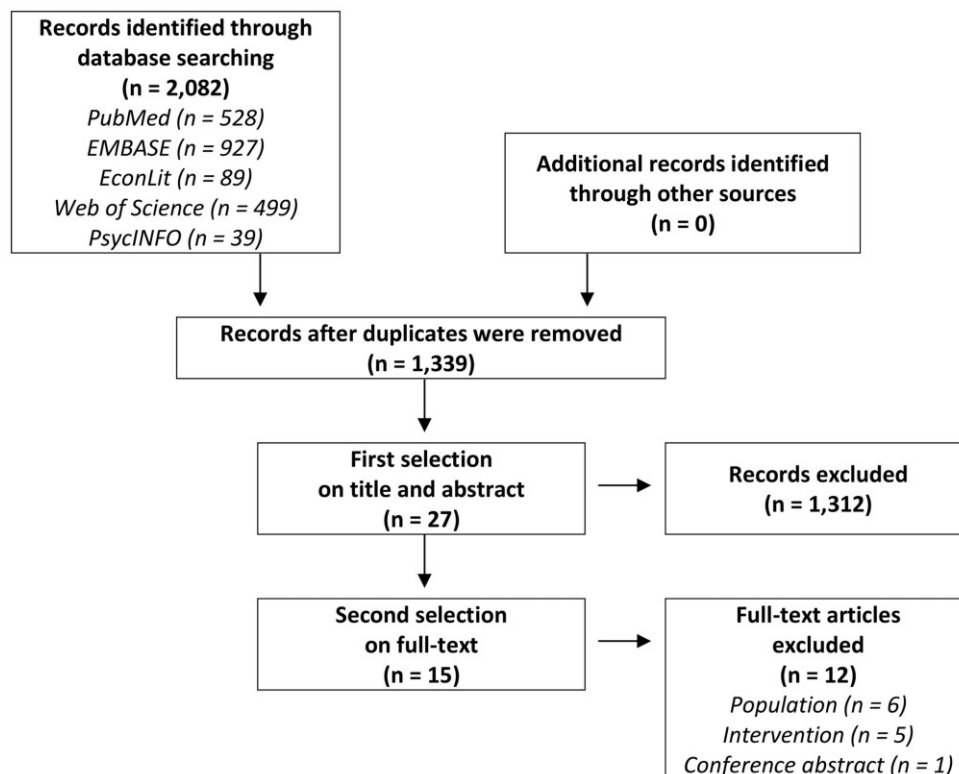 Records identified through
database searching
(n = 2,082)
PubMed (n = 528)
EMBASE (n = 927)
EconLit (n = 89)
Web of Science (n = 499)
PsycINFO (n = 39)
Additional records identified
through other sources
(n = 0)
Records after duplicates were removed
(n = 1,339)
First selection
on title and abstract
(n = 27)
Records excluded
(n = 1,312)
Second selection
on full-text
(n = 15)
Full-text articles
excluded
(n = 12)
Population (n = 6)
Intervention (n = 5)
Conference abstract (n = 1)